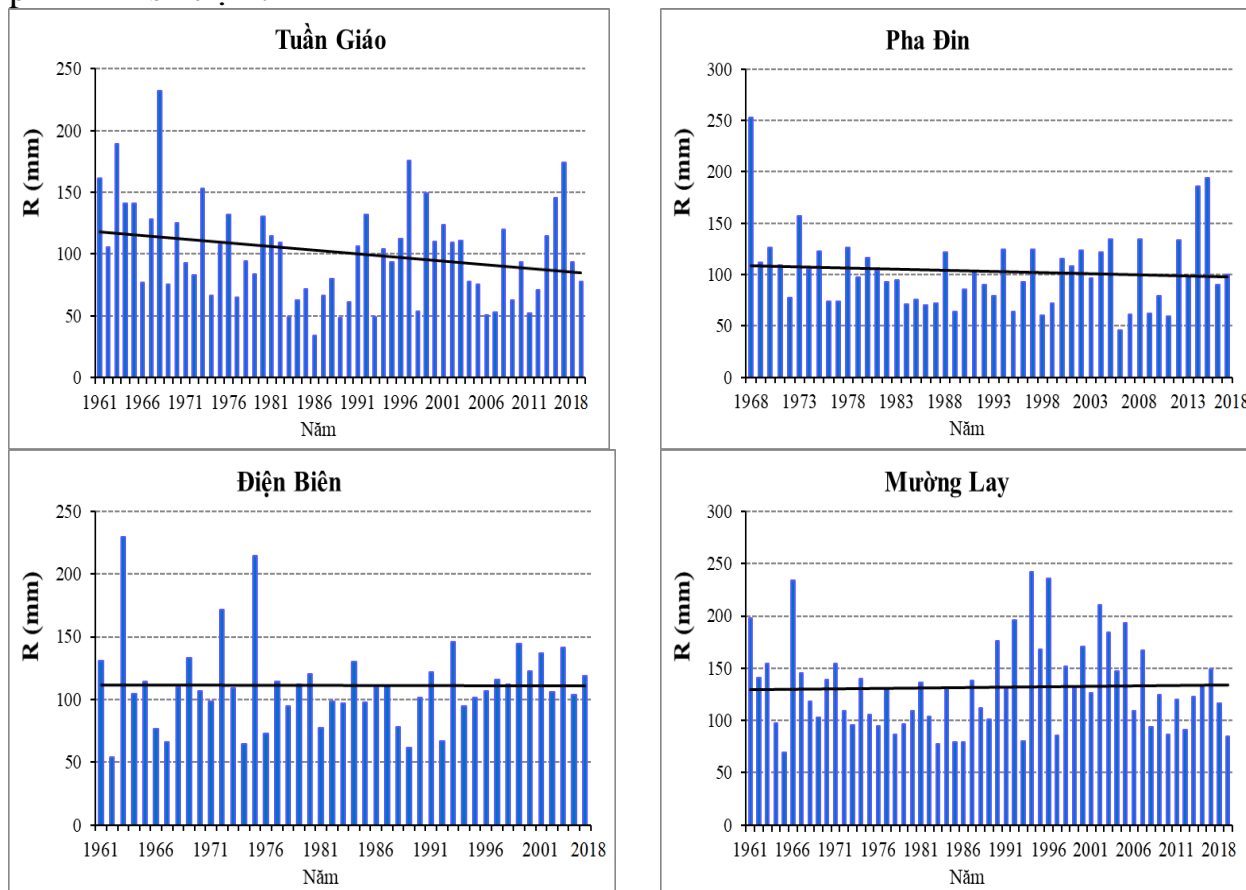 Tuần Giáo
250
200
150
100
50
0
R (mm)
1961 1966 1971 1976 1981 1986 1991 1996 2001 2006 2011 2018
Năm
Pha Đin
300
250
200
150
100
50
0
R (mm)
1968 1973 1978 1983 1988 1993 1998 2003 2008 2013 2018
Năm
Điện Biên
250
200
150
100
50
0
R (mm)
1961 1966 1971 1976 1981 1986 1991 1996 2001 2018
Năm
Mường Lay
300
250
200
150
100
50
0
R (mm)
1961 1966 1971 1976 1981 1986 1991 1996 2001 2006 2011 2018
Năm